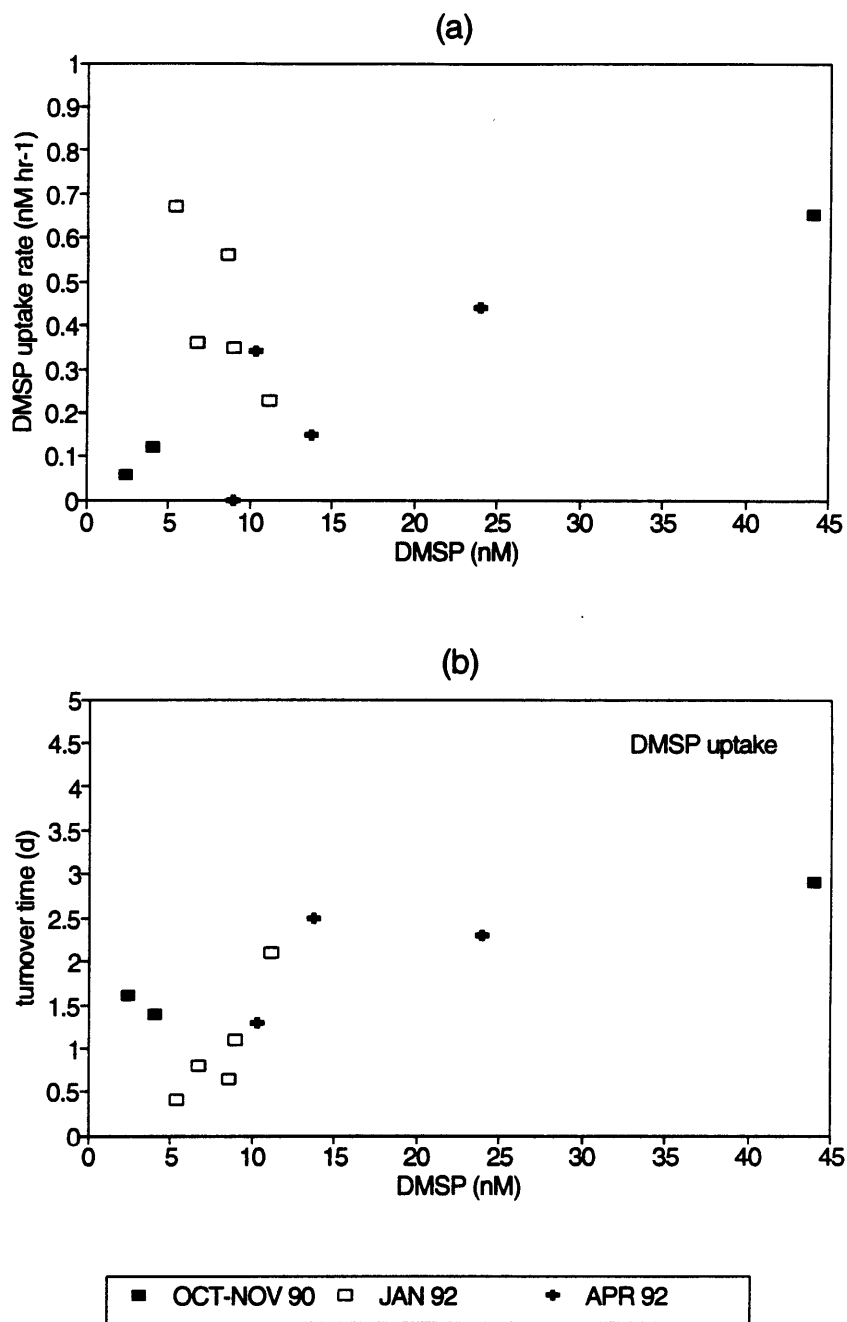 (a)
DMSP uptake rate (nM hr-1)
1
0.9
0.8
0.7
0.6
0.5
0.4
0.3
0.2
0.1
0
0 5 10 15 20 25 30 35 40 45
DMSP (nM)
(b)
DMSP uptake
turnover time (d)
5
4.5
4
3.5
3
2.5
2
1.5
1
0.5
0
0 5 10 15 20 25 30 35 40 45
DMSP (nM)
OCT-NOV 90 JAN 92 APR 92